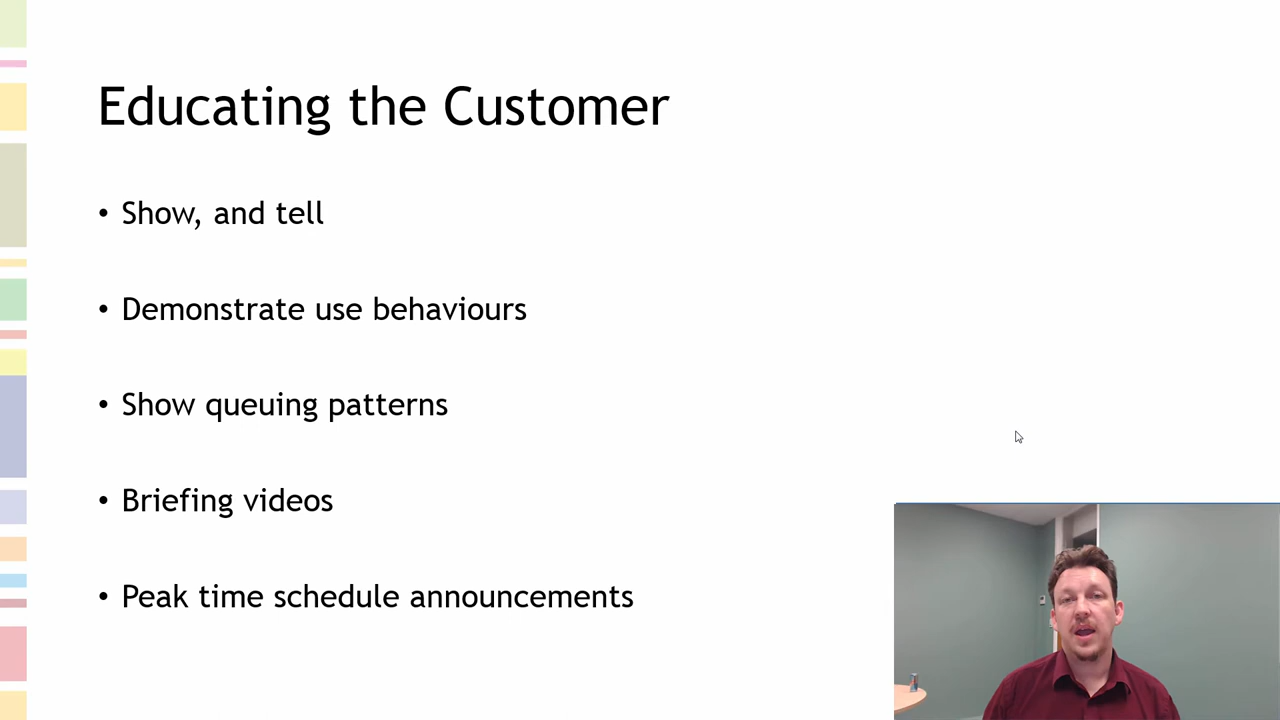 Educating the Customer
• Show, and tell
• Demonstrate use behaviours
• Show queuing patterns
• Briefing videos
• Peak time schedule announcements